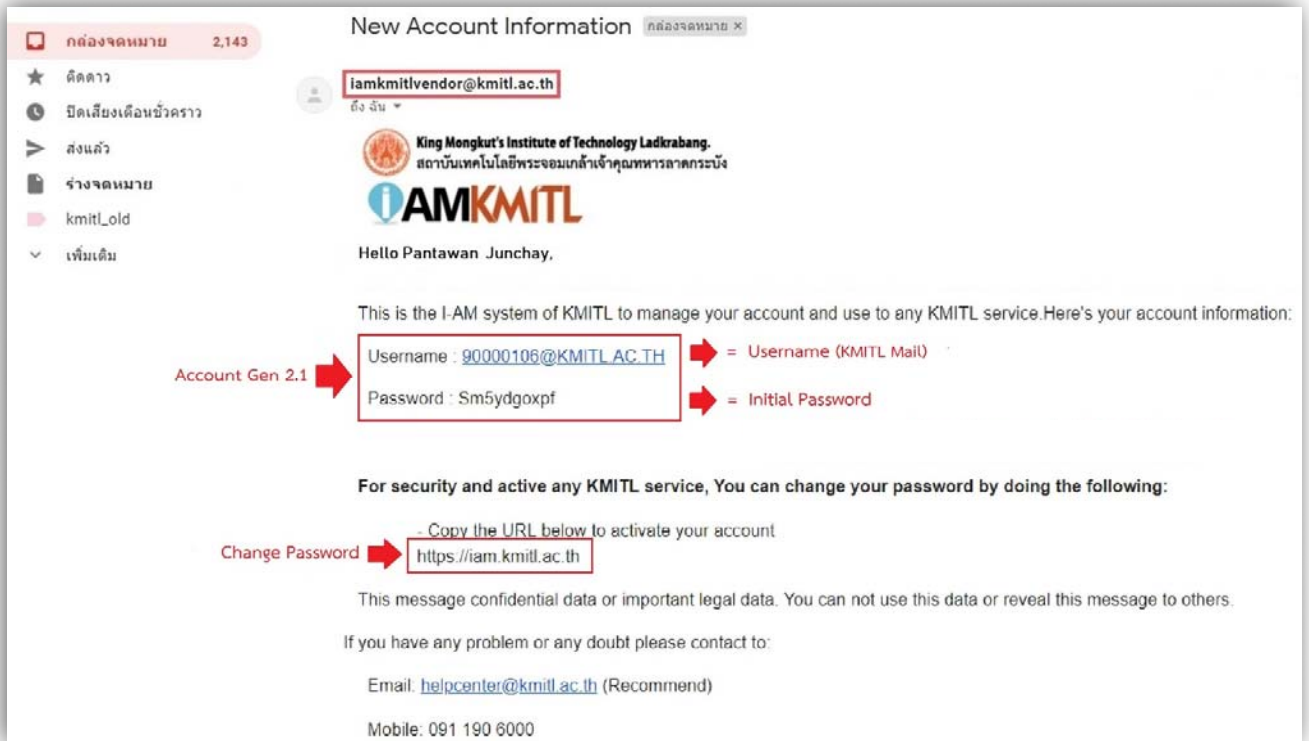 New Account Information กล่องจดหมาย ×
กล่องจดหมาย 2,143
ติดดาว
ปิดเสียงเตือนชั่วคราว
ส่งแล้ว
ร่างจดหมาย
kmitl_old
เพิ่มเติม
iamkmitlvendor@kmitl.ac.th
ถึง ฉัน
King Mongkut's Institute of Technology Ladkrabang.
สถาบันเทคโนโลยีพระจอมเกล้าเจ้าคุณทหารลาดกระบัง
iAMKMITL
Hello Pantawan Junchay,
This is the I-AM system of KMITL to manage your account and use to any KMITL service.Here's your account information:
Username : 90000106@KMITL.AC.TH = Username (KMITL Mail)
Account Gen 2.1
Password : Sm5ydgoxpf = Initial Password
For security and active any KMITL service, You can change your password by doing the following:
- Copy the URL below to activate your account
Change Password https://iam.kmitl.ac.th
This message confidential data or important legal data. You can not use this data or reveal this message to others.
If you have any problem or any doubt please contact to:
Email: helpcenter@kmitl.ac.th (Recommend)
Mobile: 091 190 6000